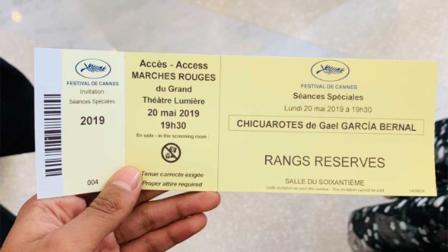 FESTIVAL DE CANNES
Invitation
Séances Spéciales
2019
004
Accès - Access
MARCHES ROUGES
du Grand
Théâtre Lumière
20 mai 2019
19h30
En salle - in the screening room :
Tenue correcte exigée
Proper attire required
FESTIVAL DE CANNES
Séances Spéciales
Lundi 20 mai 2019 à 19h30
CHICUAROTES de Gael GARCÍA BERNAL
RANGS RESERVES
SALLE DU SOIXANTIÈME